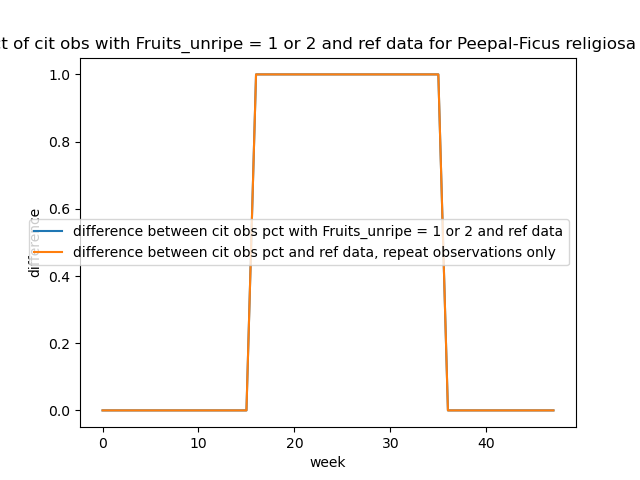 ct of cit obs with Fruits_unripe = 1 or 2 and ref data for Peepal-Ficus religiosa
1.0
0.8
0.6
0.4
0.2
0.0
difference
difference between cit obs pct with Fruits_unripe = 1 or 2 and ref data
difference between cit obs pct and ref data, repeat observations only
0 10 20 30 40
week